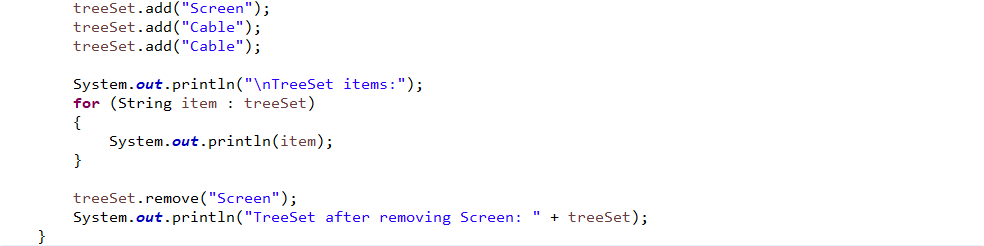 treeSet.add("Screen");
treeSet.add("Cable");
treeSet.add("Cable");
System.out.println("\nTreeSet items:");
for (String item : treeSet)
{
System.out.println(item);
}
treeSet.remove("Screen");
System.out.println("TreeSet after removing Screen: " + treeSet);
}